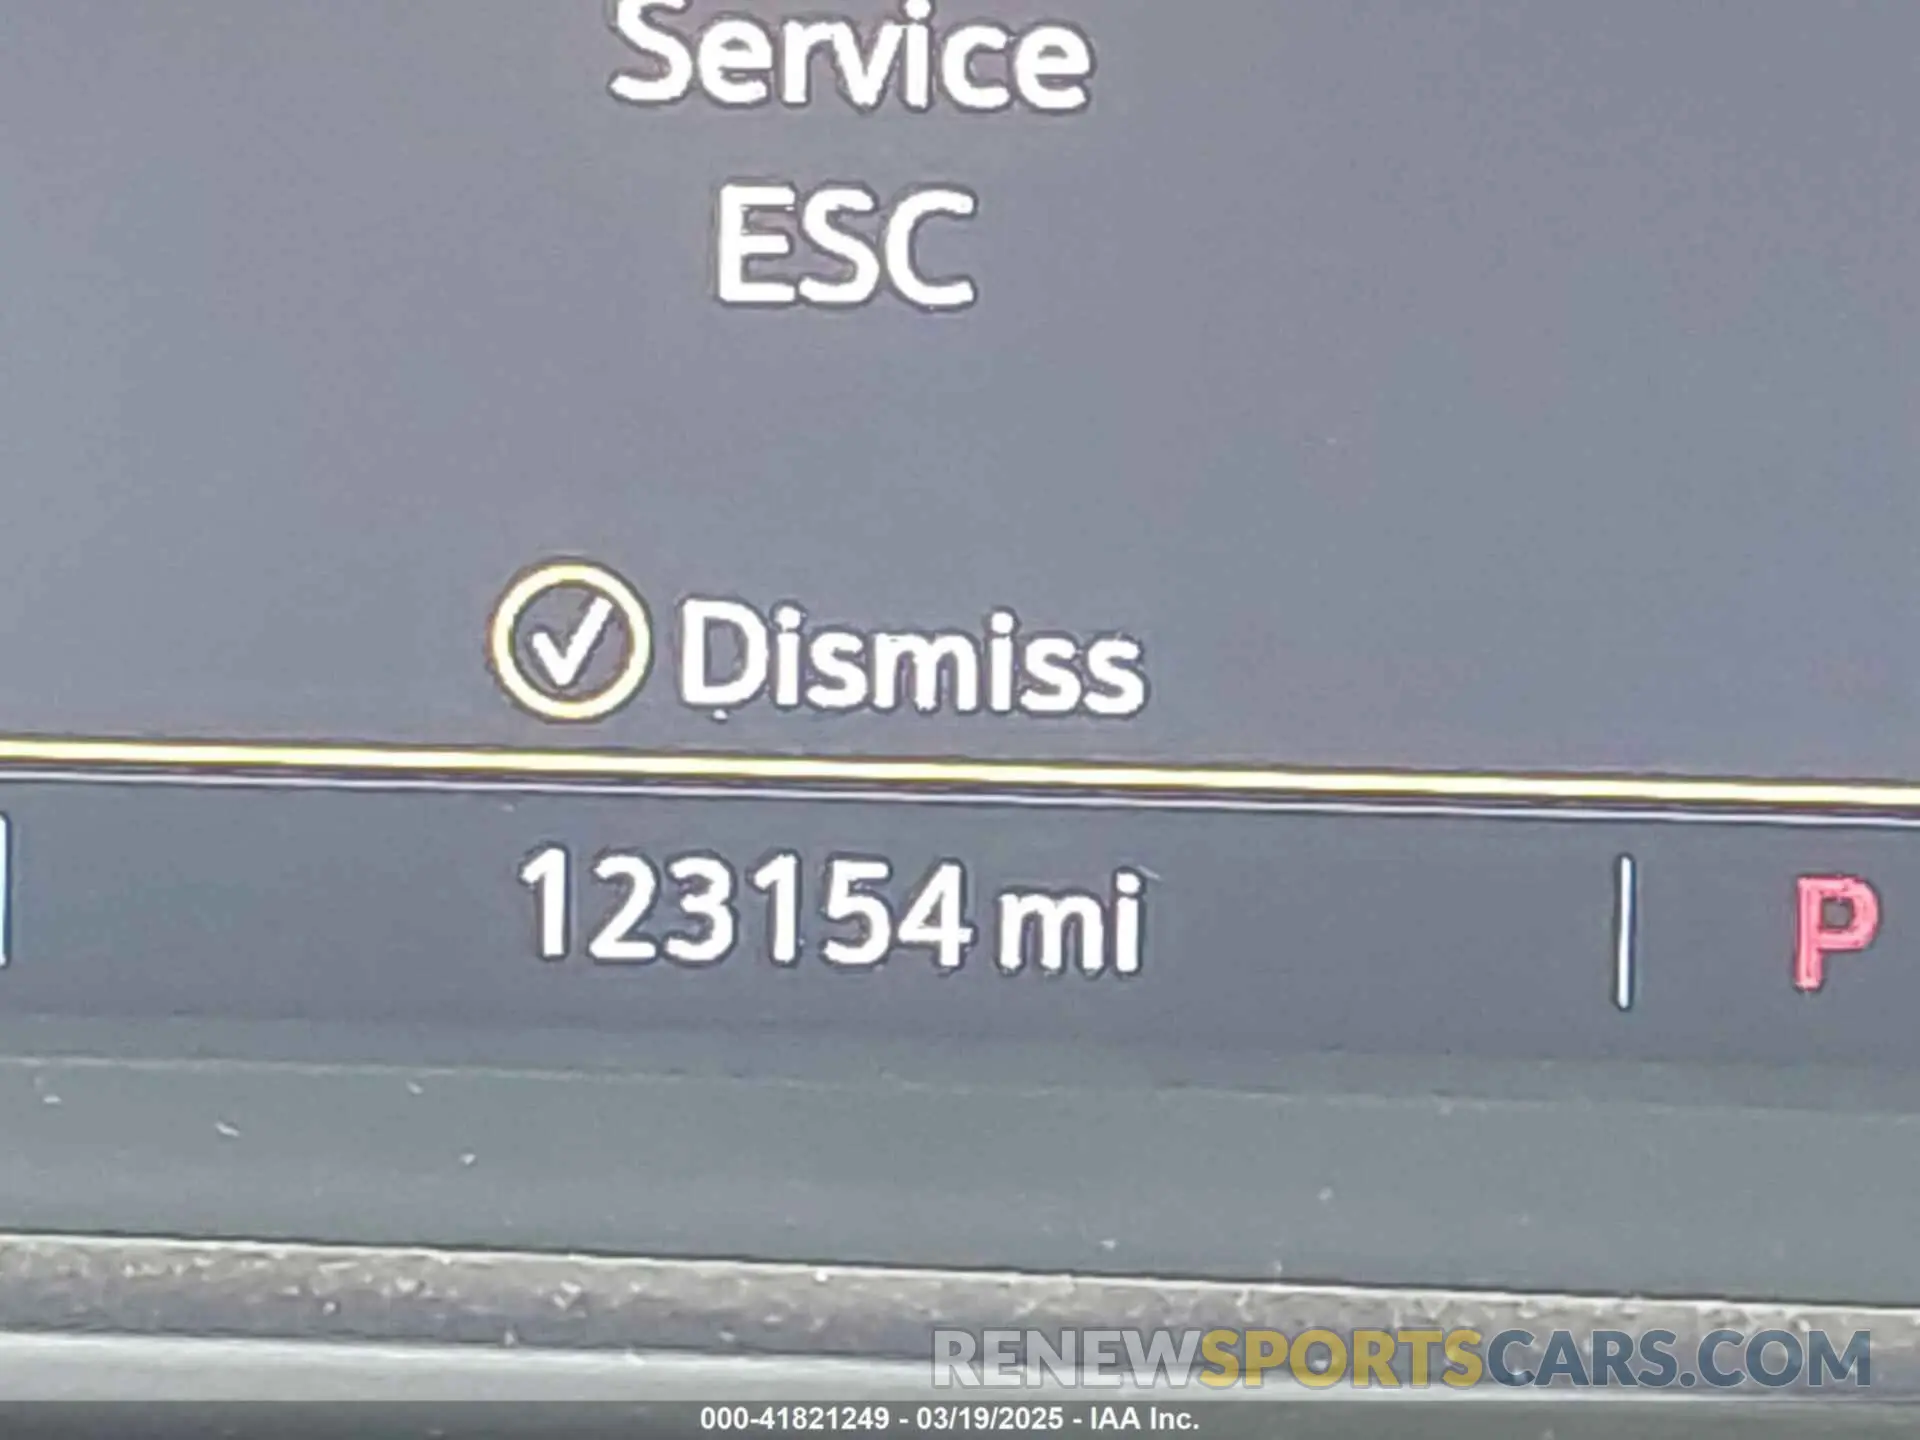 Service
ESC
Dismiss
123154 mi
P
RENEWSPORTSCARS.COM
000-41821249 - 03/19/2025 - IAA Inc.